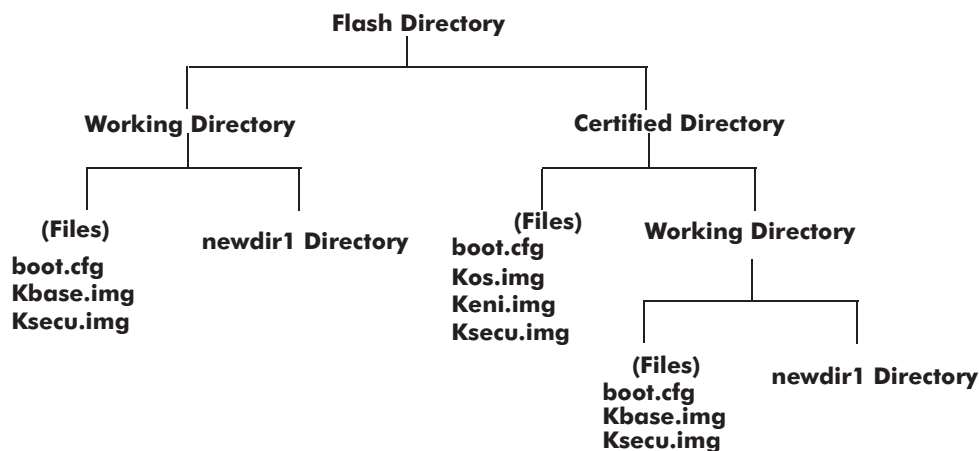 Flash Directory
Working Directory
Certified Directory
(Files)
boot.cfg
Kbase.img
Ksecu.img
newdir1 Directory
(Files)
boot.cfg
Kos.img
Keni.img
Ksecu.img
Working Directory
(Files)
boot.cfg
Kbase.img
Ksecu.img
newdir1 Directory